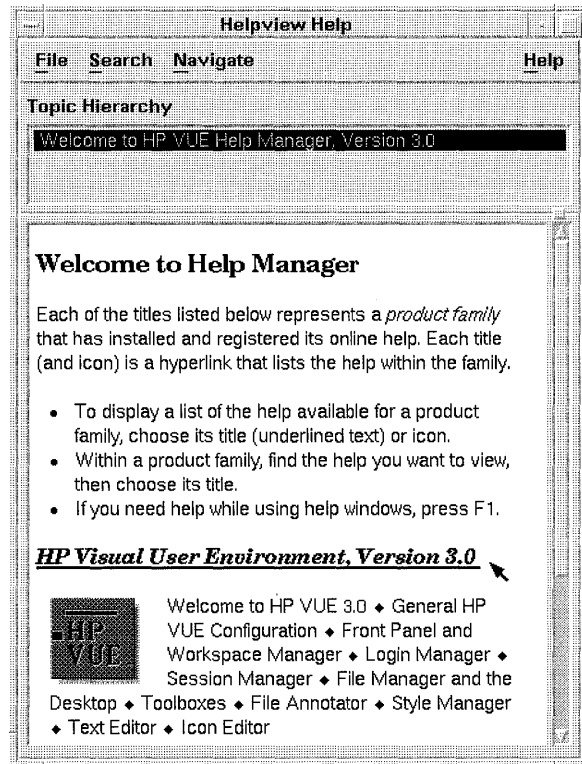 Helpview Help
File Search Navigate Help
Topic Hierarchy
Welcome to HP VUE Help Manager, Version 3.0
Welcome to Help Manager
Each of the titles listed below represents a product family
that has installed and registered its online help. Each title
(and icon) is a hyperlink that lists the help within the family.
• To display a list of the help available for a product
family, choose its title (underlined text) or icon.
• Within a product family, find the help you want to view,
then choose its title.
• If you need help while using help windows, press F1.
HP Visual User Environment, Version 3.0
HP
VUE
Welcome to HP VUE 3.0 ◆ General HP
VUE Configuration ◆ Front Panel and
Workspace Manager ◆ Login Manager ◆
Session Manager ◆ File Manager and the
Desktop ◆ Toolboxes ◆ File Annotator ◆ Style Manager
◆ Text Editor ◆ Icon Editor